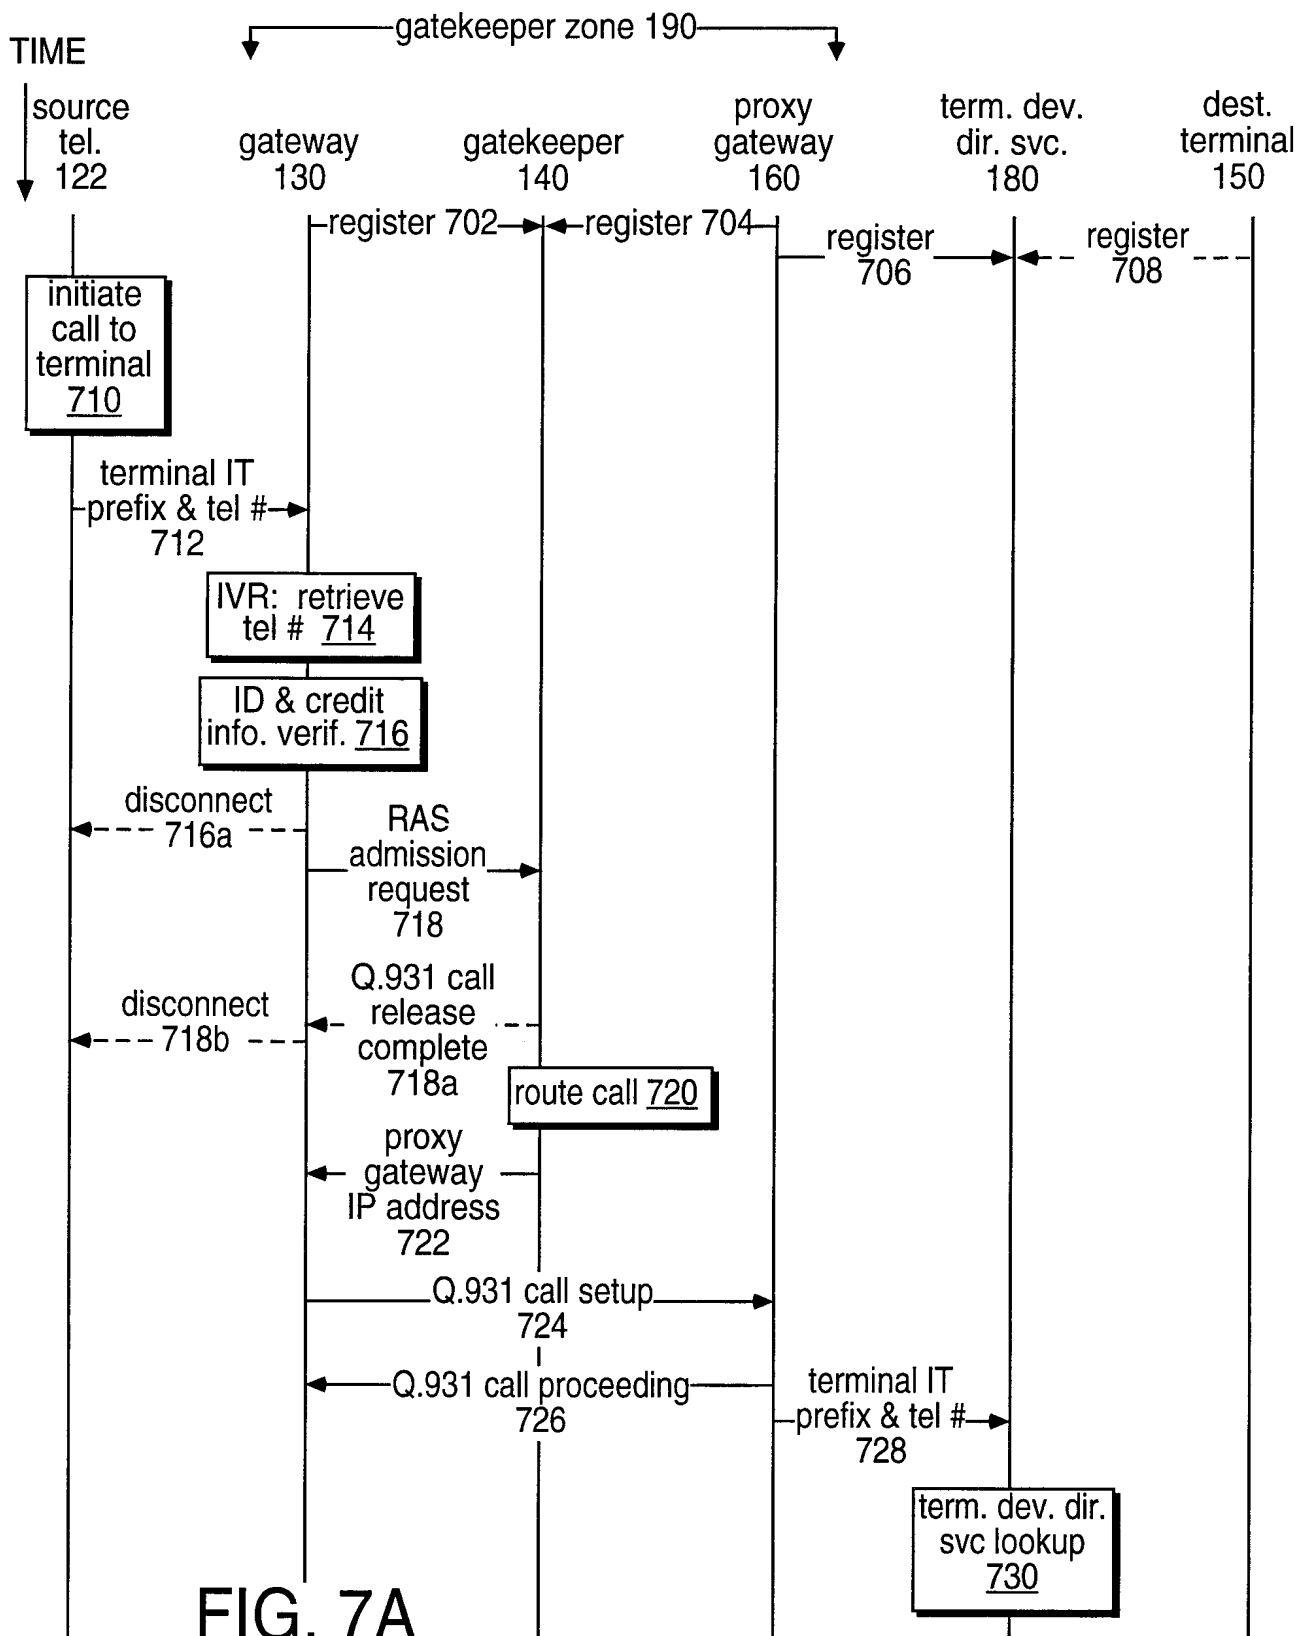 gatekeeper zone 190
TIME
source
tel.
122
gateway
130
gatekeeper
140
proxy
gateway
160
term. dev.
dir. svc.
180
dest.
terminal
150
register 702
register 704
register
706
register
708
initiate
call to
terminal
710
terminal IT
prefix & tel #
712
IVR: retrieve
tel # 714
ID & credit
info. verif. 716
disconnect
716a
RAS
admission
request
718
Q.931 call
release
complete
718a
disconnect
718b
route call 720
proxy
gateway
IP address
722
Q.931 call setup
724
Q.931 call proceeding
726
terminal IT
prefix & tel #
728
term. dev. dir.
svc lookup
730
FIG. 7A